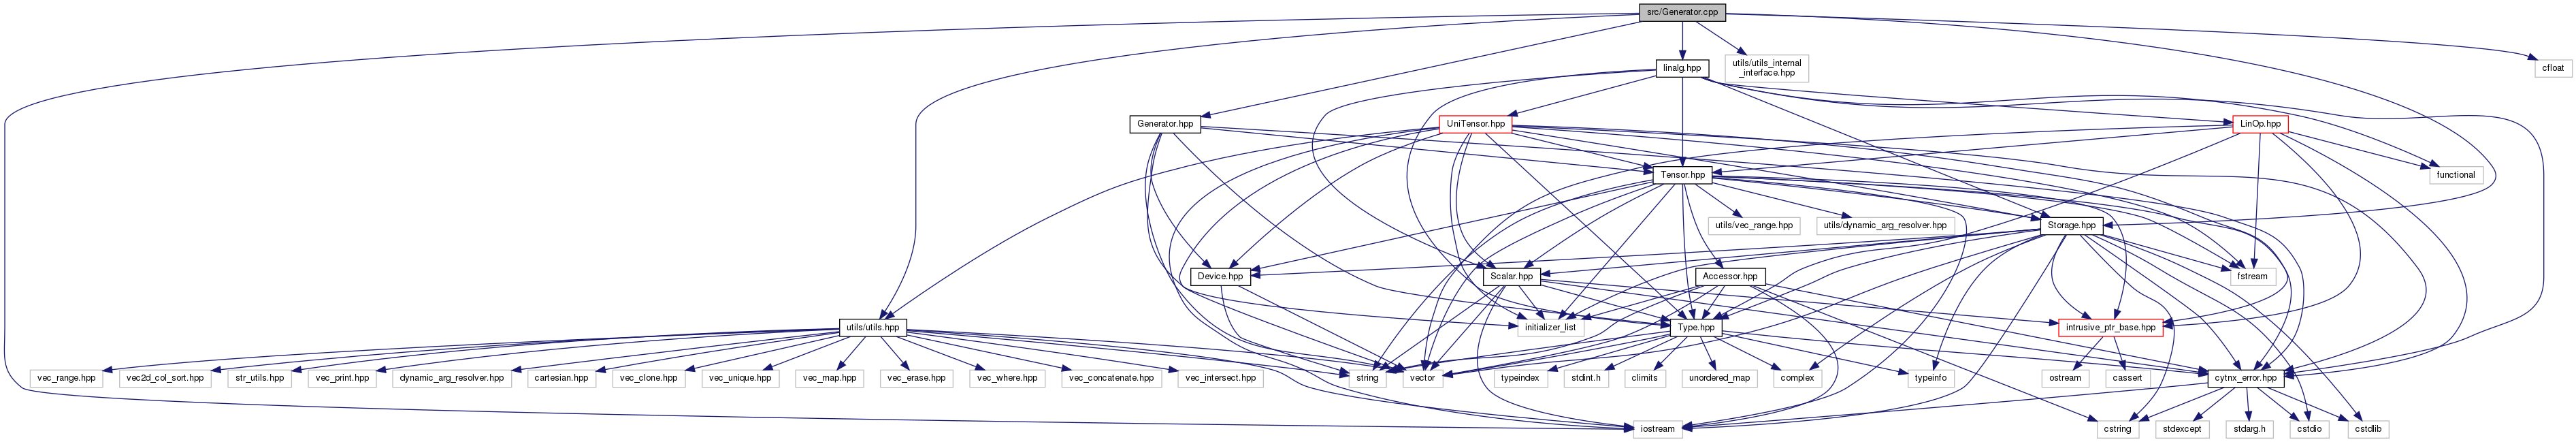 src/Generator.cpp
linalg.hpp
utils/utils_internal
_interface.hpp
cfloat
Generator.hpp
UniTensor.hpp
LinOp.hpp
Tensor.hpp
functional
utils/vec_range.hpp
utils/dynamic_arg_resolver.hpp
Storage.hpp
Device.hpp
Scalar.hpp
Accessor.hpp
fstream
utils/utils.hpp
initializer_list
Type.hpp
intrusive_ptr_base.hpp
vec_range.hpp
vec2d_col_sort.hpp
str_utils.hpp
vec_print.hpp
dynamic_arg_resolver.hpp
cartesian.hpp
vec_clone.hpp
vec_unique.hpp
vec_map.hpp
vec_erase.hpp
vec_where.hpp
vec_concatenate.hpp
vec_intersect.hpp
string
vector
typeindex
stdint.h
climits
unordered_map
complex
typeinfo
ostream
cassert
cytnx_error.hpp
iostream
cstring
stdexcept
stdarg.h
cstdio
cstdlib